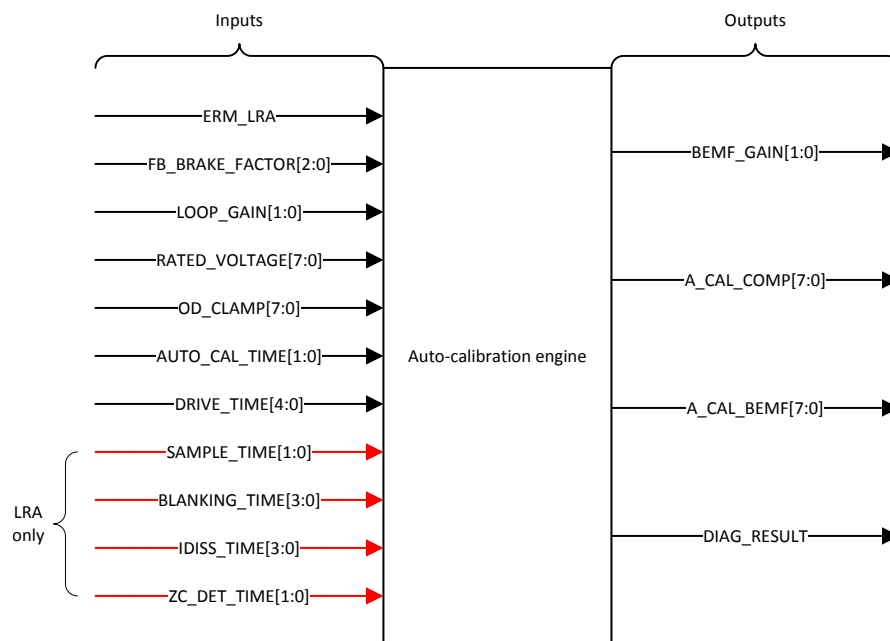 Inputs
Outputs
ERM_LRA
FB_BRAKE_FACTOR[2:0]
LOOP_GAIN[1:0]
RATED_VOLTAGE[7:0]
OD_CLAMP[7:0]
AUTO_CAL_TIME[1:0]
DRIVE_TIME[4:0]
SAMPLE_TIME[1:0]
BLANKING_TIME[3:0]
IDISS_TIME[3:0]
ZC_DET_TIME[1:0]
LRA
only
Auto-calibration engine
BEMF_GAIN[1:0]
A_CAL_COMP[7:0]
A_CAL_BEMF[7:0]
DIAG_RESULT